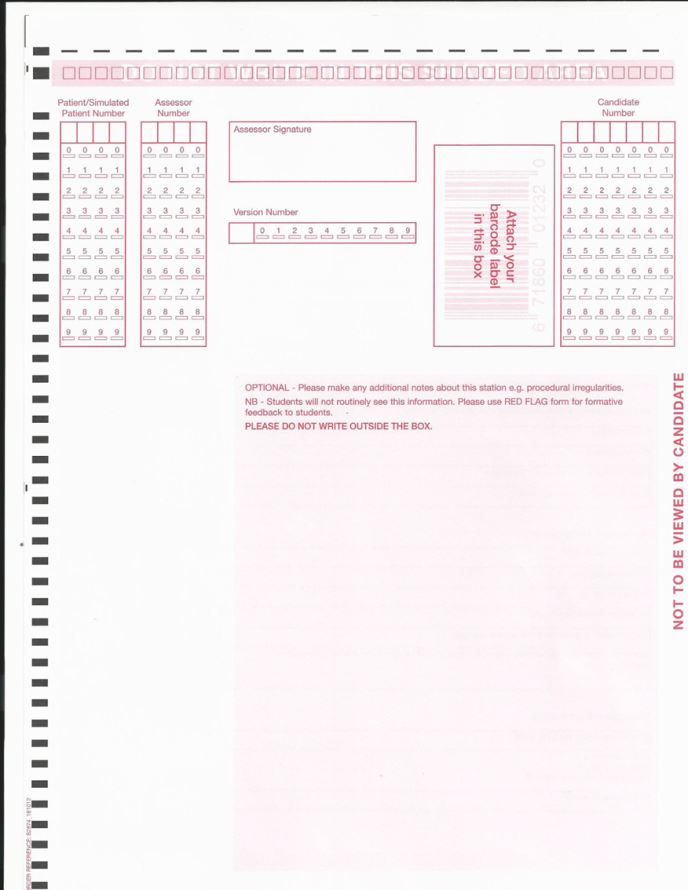 DO NOT WRITE IN THIS SHADED AREA
Patient/Simulated
Patient Number
Assessor
Number
Candidate
Number
0 0 0 0
1 1 1 1
2 2 2 2
3 3 3 3
4 4 4 4
5 5 5 5
6 6 6 6
7 7 7 7
8 8 8 8
9 9 9 9
0 0 0 0
1 1 1 1
2 2 2 2
3 3 3 3
4 4 4 4
5 5 5 5
6 6 6 6
7 7 7 7
8 8 8 8
9 9 9 9
Assessor Signature
Version Number
0 1 2 3 4 5 6 7 8 9
Attach your
barcode label
in this box
6 71860 01232 0
0 0 0 0 0 0 0
1 1 1 1 1 1 1
2 2 2 2 2 2 2
3 3 3 3 3 3 3
4 4 4 4 4 4 4
5 5 5 5 5 5 5
6 6 6 6 6 6 6
7 7 7 7 7 7 7
8 8 8 8 8 8 8
9 9 9 9 9 9 9
OPTIONAL - Please make any additional notes about this station e.g. procedural irregularities.
NB - Students will not routinely see this information. Please use RED FLAG form for formative
feedback to students.
PLEASE DO NOT WRITE OUTSIDE THE BOX.
NOT TO BE VIEWED BY CANDIDATE
REFERENCE: